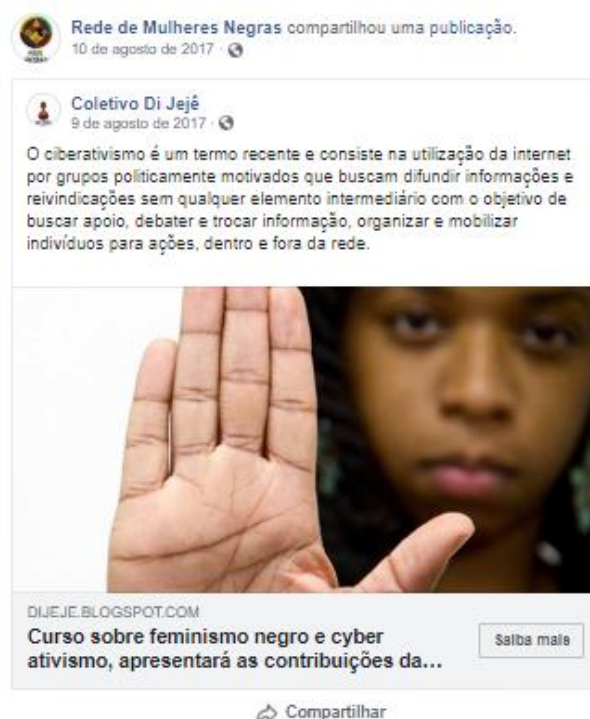 Rede de Mulheres Negras compartilhou uma publicação.
10 de agosto de 2017 ·
Coletivo Di Jejê
9 de agosto de 2017 ·
O ciberativismo é um termo recente e consiste na utilização da internet
por grupos politicamente motivados que buscam difundir informações e
reivindicações sem qualquer elemento intermediário com o objetivo de
buscar apoio, debater e trocar informação, organizar e mobilizar
indivíduos para ações, dentro e fora da rede.
DIJEJE.BLOGSPOT.COM
Curso sobre feminismo negro e cyber
ativismo, apresentará as contribuições da...
Saiba mais
Compartilhar